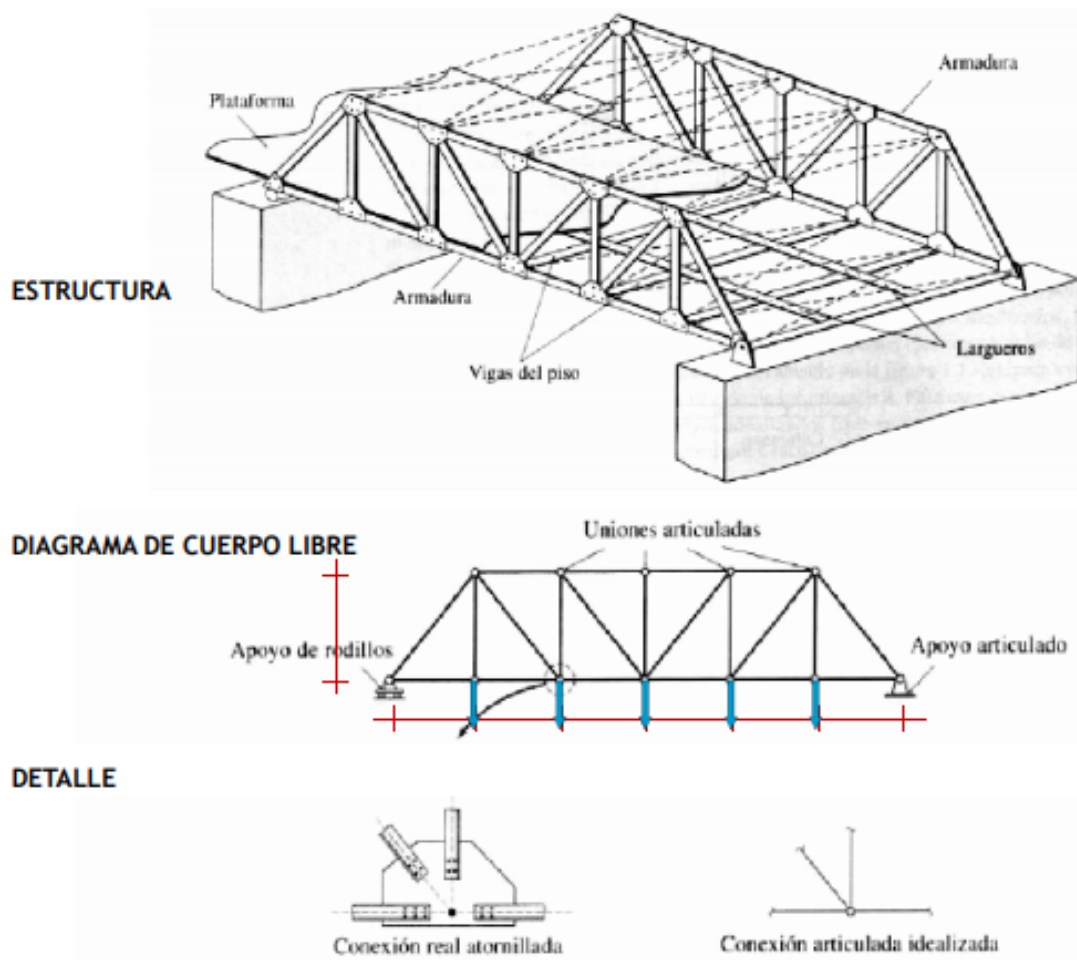 Armadura
Plataforma
ESTRUCTURA
Armadura
Vigas del piso
Largueros
DIAGRAMA DE CUERPO LIBRE
Uniones articuladas
Apoyo de rodillos
Apoyo articulado
DETALLE
Conexión real atornillada
Conexión articulada idealizada